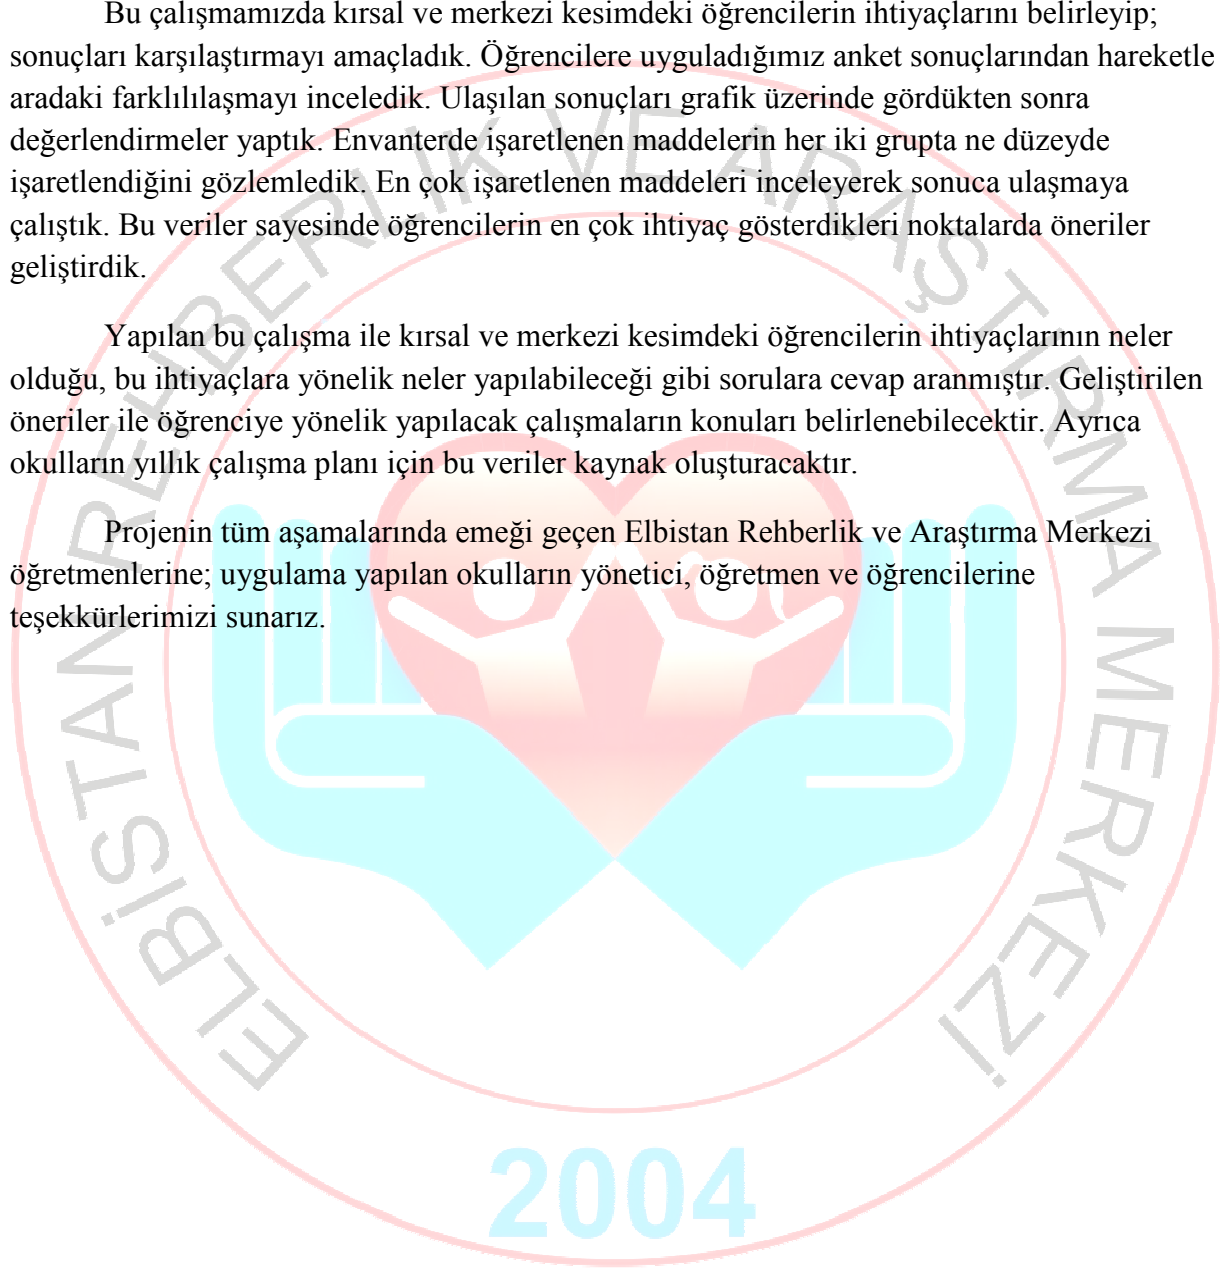 Bu çalışmamızda kırsal ve merkezi kesimdeki öğrencilerin ihtiyaçlarını belirleyip;
sonuçları karşılaştırmayı amaçladık. Öğrencilere uyguladığımız anket sonuçlarından hareketle
aradaki farklılılaşmayı inceledik. Ulaşılan sonuçları grafik üzerinde gördükten sonra
değerlendirmeler yaptık. Envanterde işaretlenen maddelerin her iki grupta ne düzeyde
işaretlendiğini gözlemledik. En çok işaretlenen maddeleri inceleyerek sonuca ulaşmaya
çalıştık. Bu veriler sayesinde öğrencilerin en çok ihtiyaç gösterdikleri noktalarda öneriler
geliştirdik.
Yapılan bu çalışma ile kırsal ve merkezi kesimdeki öğrencilerin ihtiyaçlarının neler
olduğu, bu ihtiyaçlara yönelik neler yapılabileceği gibi sorulara cevap aranmıştır. Geliştirilen
öneriler ile öğrenciye yönelik yapılacak çalışmaların konuları belirlenebilecektir. Ayrıca
okulların yıllık çalışma planı için bu veriler kaynak oluşturacaktır.
Projenin tüm aşamalarında emeği geçen Elbistan Rehberlik ve Araştırma Merkezi
öğretmenlerine; uygulama yapılan okulların yönetici, öğretmen ve öğrencilerine
teşekkürlerimizi sunarız.
ELBİSTAN REHBERLİK VE ARAŞTIRMA MERKEZİ
2004